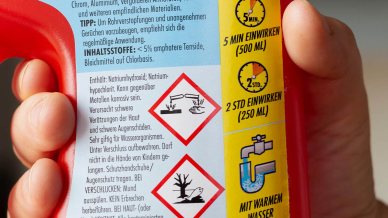 Chrom, Aluminium, verzinkten
und weiteren empfindlichen Materialien.
TIPP: Um Rohrverstopfungen und unangenehmen
Gerüchen vorzubeugen, empfiehlt sich die
regelmäßige Anwendung.
INHALTSSTOFFE: < 5% amphotere Tenside,
Bleichmittel auf Chlorbasis.
Enthält: Natriumhydroxid; Natrium-
hypochlorit. Kann gegenüber
Metallen korrosiv sein.
Verursacht schwere
Verätzungen der Haut
und schwere Augenschäden.
Sehr giftig für Wasserorganismen.
Unter Verschluss aufbewahren. Darf
nicht in die Hände von Kindern ge-
langen. Schutzhandschuhe/
Augenschutz tragen. BEI
VERSCHLUCKEN: Mund
ausspülen. KEIN Erbrechen
herbeiführen. BEI HAUT- (oder
5 MIN.
5 MIN EINWIRKEN
(500 ML)
2 STD.
2 STD EINWIRKEN
(250 ML)
MIT WARMEM
WASSER